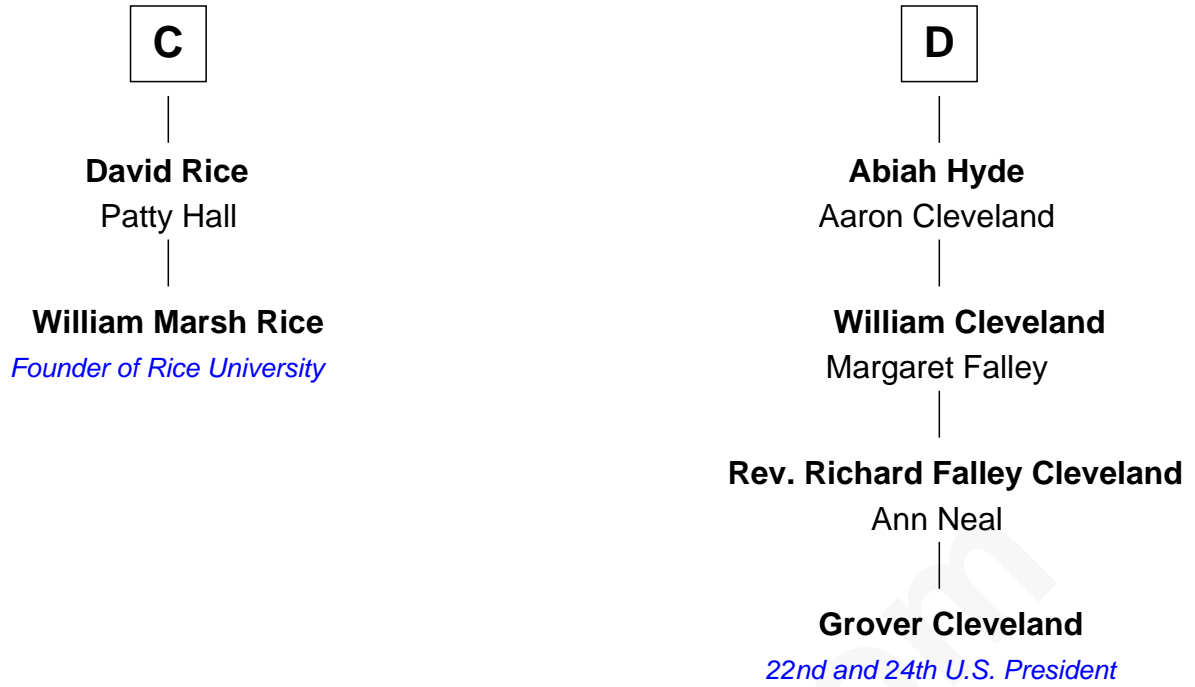 C
David Rice
Patty Hall
William Marsh Rice
Founder of Rice University
D
Abiah Hyde
Aaron Cleveland
William Cleveland
Margaret Falley
Rev. Richard Falley Cleveland
Ann Neal
Grover Cleveland
22nd and 24th U.S. President